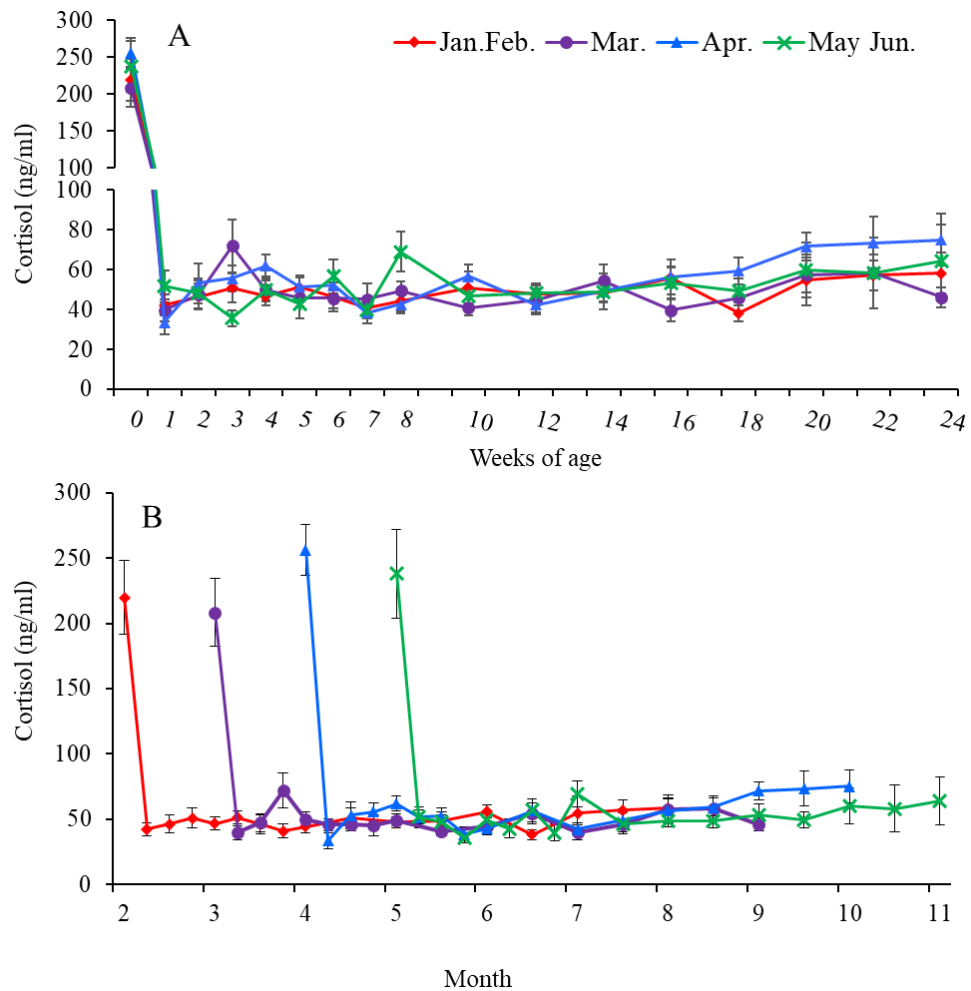 A
Jan.Feb. Mar. Apr. May Jun.
300
250
200
150
100
100
80
60
40
20
0
Cortisol (ng/ml)
0 1 2 3 4 5 6 7 8 10 12 14 16 18 20 22 24
Weeks of age
B
300
250
200
150
100
50
0
Cortisol (ng/ml)
2 3 4 5 6 7 8 9 10 11
Month